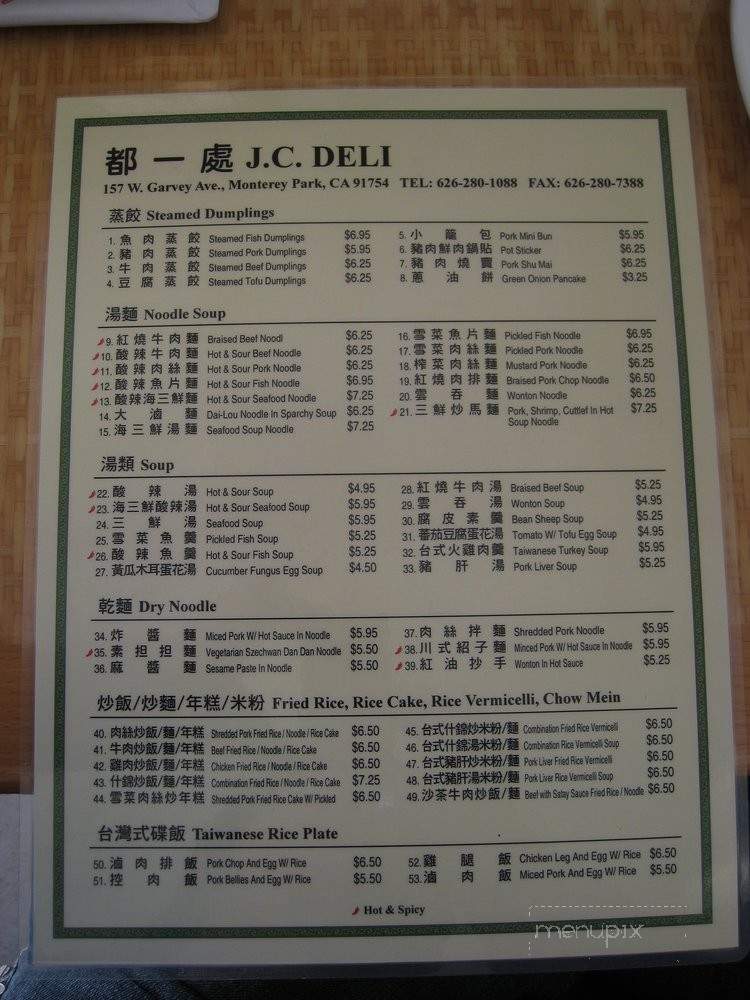 都一處 J.C. DELI
157 W. Garvey Ave., Monterey Park, CA 91754 TEL: 626-280-1088 FAX: 626-280-7388
蒸餃 Steamed Dumplings
1. 魚肉蒸餃 Steamed Fish Dumplings $6.95
2. 豬肉蒸餃 Steamed Pork Dumplings $5.95
3. 牛肉蒸餃 Steamed Beef Dumplings $6.25
4. 豆腐蒸餃 Steamed Tofu Dumplings $6.25
5. 小籠包 Pork Mini Bun $5.95
6. 豬肉鮮肉鍋貼 Pot Sticker $6.25
7. 豬肉燒賣 Pork Shu Mai $6.25
8. 蔥油餅 Green Onion Pancake $3.25
湯麵 Noodle Soup
9. 紅燒牛肉麵 Braised Beef Noodl $6.25
10. 酸辣牛肉麵 Hot & Sour Beef Noodle $6.25
11. 酸辣肉絲麵 Hot & Sour Pork Noodle $6.25
12. 酸辣魚片麵 Hot & Sour Fish Noodle $6.95
13. 酸辣海三鮮麵 Hot & Sour Seafood Noodle $7.25
14. 大滷麵 Dai-Lou Noodle In Sparchy Soup $6.25
15. 海三鮮湯麵 Seafood Soup Noodle $7.25
16. 雪菜魚片麵 Pickled Fish Noodle $6.95
17. 雪菜肉絲麵 Pickled Pork Noodle $6.25
18. 榨菜肉絲麵 Mustard Pork Noodle $6.25
19. 紅燒肉排麵 Braised Pork Chop Noodle $6.50
20. 雲吞麵 Wonton Noodle $6.25
21. 三鮮炒馬麵 Pork, Shrimp, Cuttlef In Hot $7.25
Soup Noodle
湯類 Soup
22. 酸辣湯 Hot & Sour Soup $4.95
23. 海三鮮酸辣湯 Hot & Sour Seafood Soup $5.95
24. 三鮮湯 Seafood Soup $5.95
25. 雪菜魚羹 Pickled Fish Soup $5.25
26. 酸辣魚羹 Hot & Sour Fish Soup $5.25
27. 黃瓜木耳蛋花湯 Cucumber Fungus Egg Soup $4.50
28. 紅燒牛肉湯 Braised Beef Soup $5.25
29. 雲吞湯 Wonton Soup $4.95
30. 腐皮素羹 Bean Sheep Soup $5.25
31. 蕃茄豆腐蛋花湯 Tomato W/ Tofu Egg Soup $4.95
32. 台式火雞肉羹 Taiwanese Turkey Soup $5.95
33. 豬肝湯 Pork Liver Soup $5.25
乾麵 Dry Noodle
34. 炸醬麵 Miced Pork W/ Hot Sauce In Noodle $5.95
35. 素担担麵 Vegetarian Szechwan Dan Dan Noodle $5.50
36. 麻醬麵 Sesame Paste In Noodle $5.50
37. 肉絲拌麵 Shredded Pork Noodle $5.95
38. 川式紹子麵 Minced Pork W/ Hot Sauce In Noodle $5.95
39. 紅油抄手 Wonton In Hot Sauce $5.25
炒飯/炒麵/年糕/米粉 Fried Rice, Rice Cake, Rice Vermicelli, Chow Mein
40. 肉絲炒飯/麵/年糕 Shredded Pork Fried Rice / Noodle / Rice Cake $6.50
41. 牛肉炒飯/麵/年糕 Beef Fried Rice / Noodle / Rice Cake $6.50
42. 雞肉炒飯/麵/年糕 Chicken Fried Rice / Noodle / Rice Cake $6.50
43. 什錦炒飯/麵/年糕 Combination Fried Rice / Noodle / Rice Cake $7.25
44. 雪菜肉絲炒年糕 Shredded Pork Fried Rice Cake W/ Pickled $6.50
45. 台式什錦炒米粉/麵 Combination Fried Rice Vermicelli $6.50
46. 台式什錦湯米粉/麵 Combination Rice Vermicelli Soup $6.50
47. 台式豬肝炒米粉/麵 Pork Liver Fried Rice Vermicelli $6.50
48. 台式豬肝湯米粉/麵 Pork Liver Rice Vermicelli Soup $6.50
49. 沙茶牛肉炒飯/麵 Beef with Satay Sauce Fried Rice / Noodle $6.50
台灣式碟飯 Taiwanese Rice Plate
50. 滷肉排飯 Pork Chop And Egg W/ Rice $6.50
51. 控肉飯 Pork Bellies And Egg W/ Rice $5.50
52. 雞腿飯 Chicken Leg And Egg W/ Rice $6.50
53. 滷肉飯 Miced Pork And Egg W/ Rice $5.50
Hot & Spicy
menupix